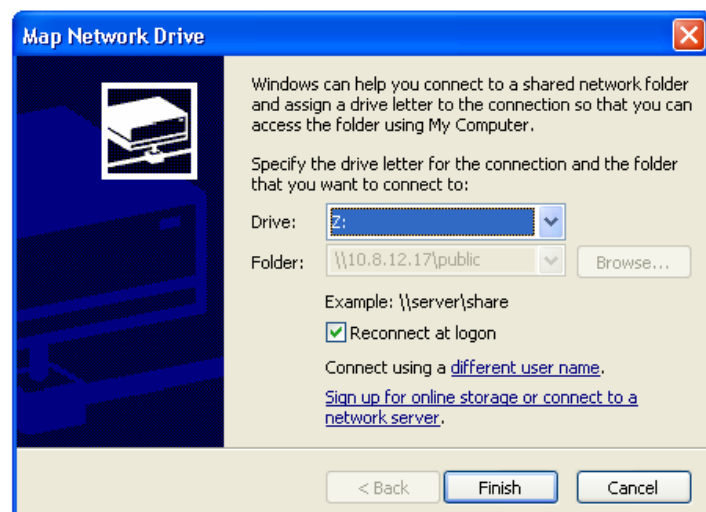 Map Network Drive
Windows can help you connect to a shared network folder
and assign a drive letter to the connection so that you can
access the folder using My Computer.
Specify the drive letter for the connection and the folder
that you want to connect to:
Drive: Z:
Folder: \\10.8.12.17\public Browse...
Example: \\server\share
Reconnect at logon
Connect using a different user name.
Sign up for online storage or connect to a
network server.
< Back Finish Cancel